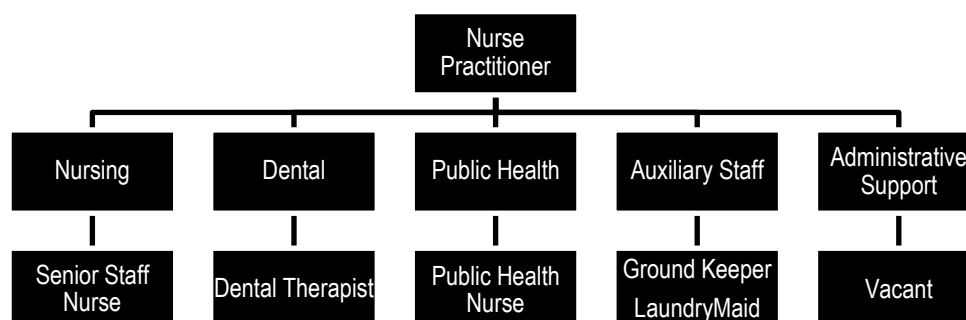 Nurse
Practitioner
Nursing
Dental
Public Health
Auxiliary Staff
Administrative
Support
Senior Staff
Nurse
Dental Therapist
Public Health
Nurse
Ground Keeper
LaundryMaid
Vacant